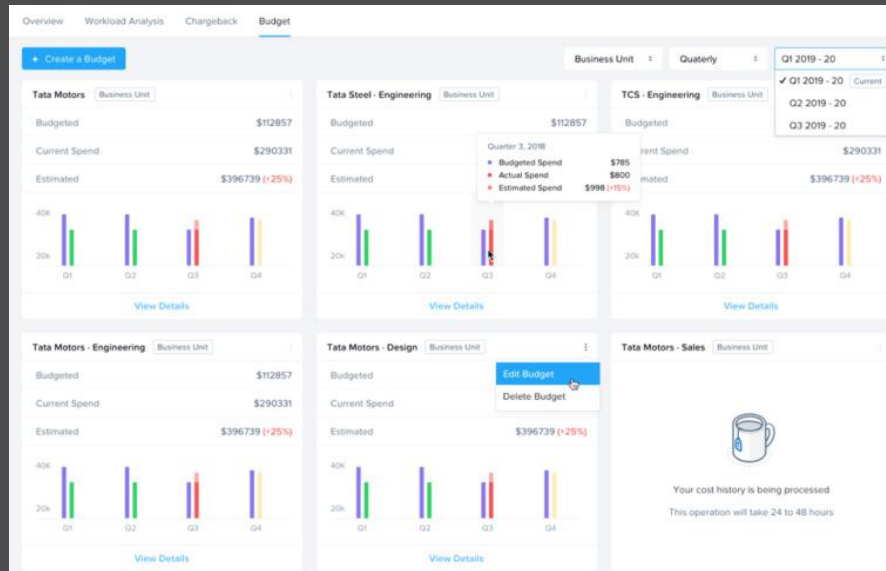 Overview Workload Analysis Chargeback Budget
+ Create a Budget
Business Unit Quaterly Q1 2019 - 20
✓ Q1 2019 - 20 Current
Q2 2019 - 20
Q3 2019 - 20
Tata Motors Business Unit
Budgeted $112857
Current Spend $290331
Estimated $396739 (+25%)
40K
20k
Q1 Q2 Q3 Q4
View Details
Tata Steel - Engineering Business Unit
Budgeted $112857
Current Spend
Estimated
Quarter 3, 2018
Budgeted Spend $785
Actual Spend $800
Estimated Spend $998 (+15%)
40K
20k
Q1 Q2 Q3 Q4
View Details
TCS - Engineering Business Unit
Budgeted
rent Spend $290331
mated $396739 (+25%)
40K
20k
Q1 Q2 Q3 Q4
View Details
Tata Motors - Engineering Business Unit
Budgeted $112857
Current Spend $290331
Estimated $396739 (+25%)
40K
20k
Q1 Q2 Q3 Q4
View Details
Tata Motors - Design Business Unit
Edit Budget
Delete Budget
Budgeted
Current Spend
Estimated $396739 (+25%)
40K
20k
Q1 Q2 Q3 Q4
View Details
Tata Motors - Sales Business Unit
Your cost history is being processed
This operation will take 24 to 48 hours